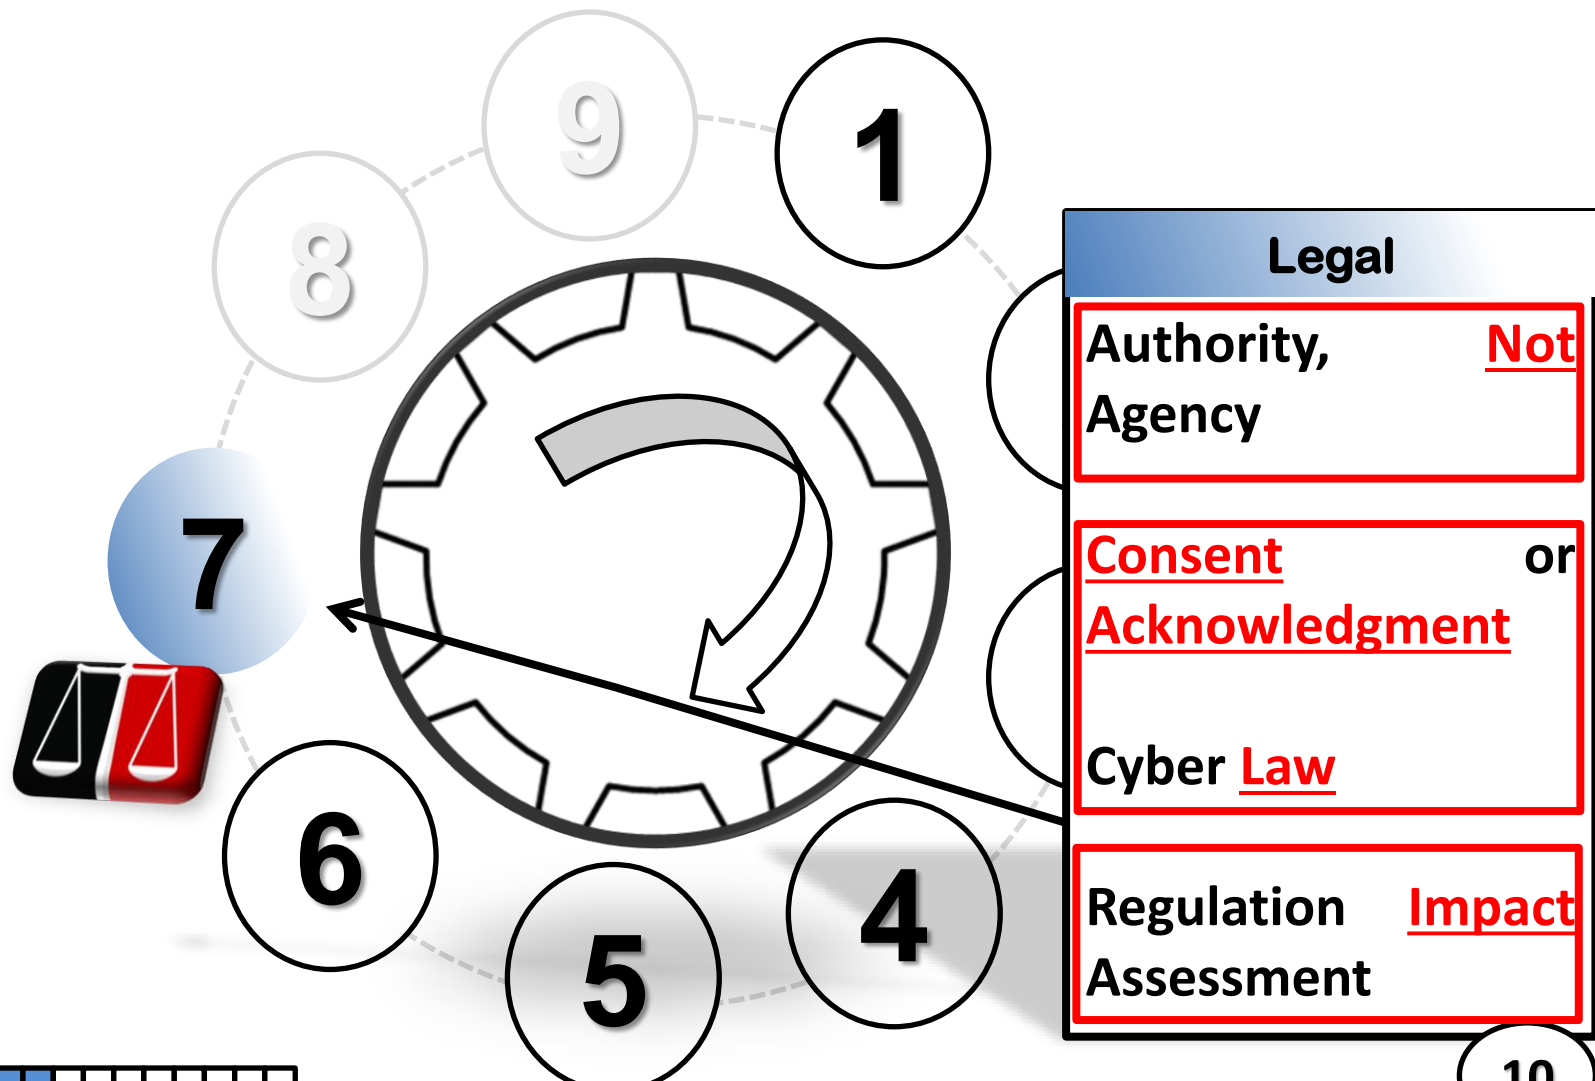 9
1
8
Legal
Authority, Not
Agency
7
Consent or
Acknowledgment
Cyber Law
6
4
Regulation Impact
Assessment
5
10